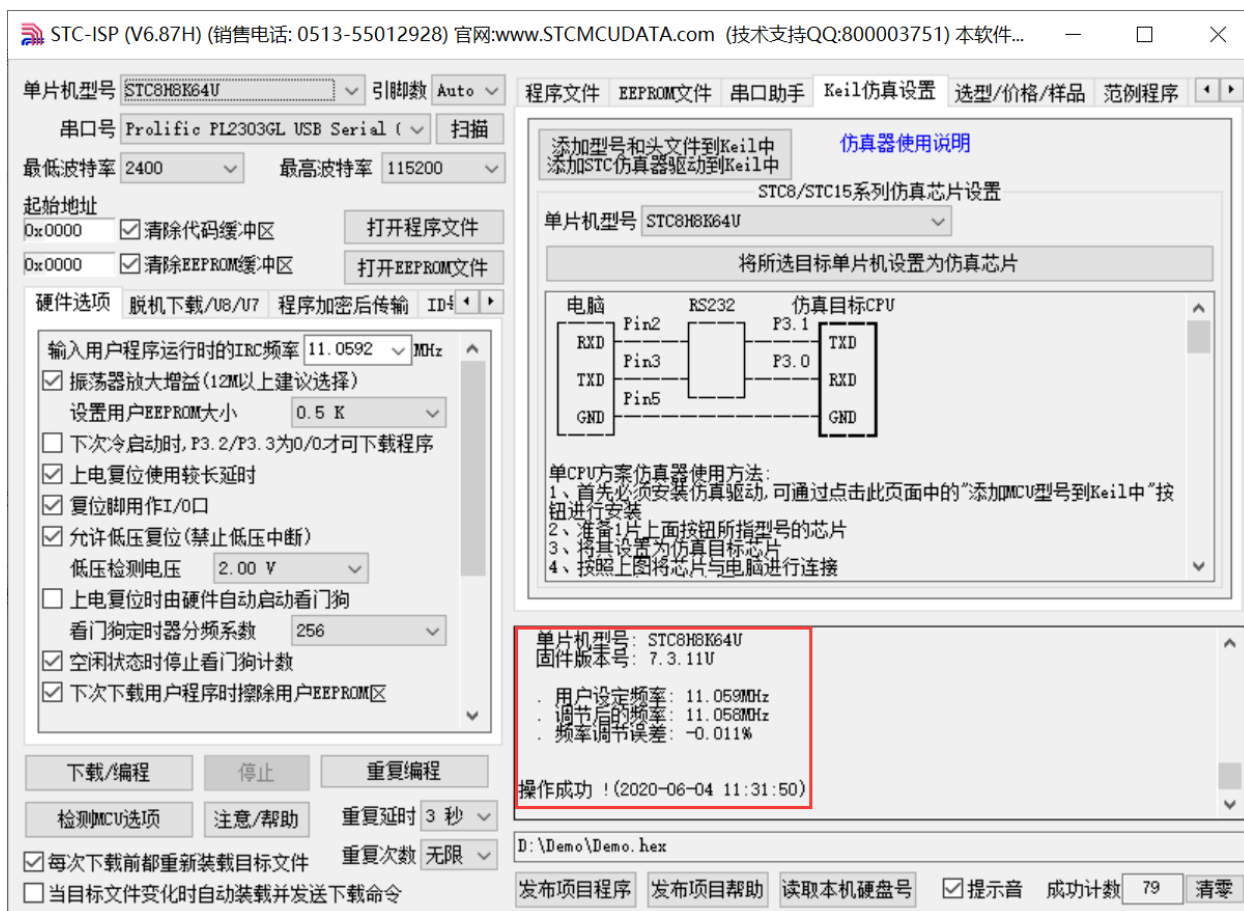 STC-ISP (V6.87H) (销售电话: 0513-55012928) 官网:www.STCMCUDATA.com (技术支持QQ:800003751) 本软件...
单片机型号 STC8H8K64U 引脚数 Auto
串口号 Prolific PL2303GL USB Serial ( 扫描
最低波特率 2400 最高波特率 115200
起始地址
0x0000 清除代码缓冲区 打开程序文件
0x0000 清除EEPROM缓冲区 打开EEPROM文件
硬件选项 脱机下载/U8/U7 程序加密后传输
输入用户程序运行时的IRC频率 11.0592 MHz
振荡器放大增益(12M以上建议选择)
设置用户EEPROM大小 0.5 K
下次冷启动时,P3.2/P3.3为0/0才可下载程序
上电复位使用较长延时
复位脚用作I/O口
允许低压复位(禁止低压中断)
低压检测电压 2.00 V
上电复位时由硬件自动启动看门狗
看门狗定时器分频系数 256
空闲状态时停止看门狗计数
下次下载用户程序时擦除用户EEPROM区
下载/编程 停止 重复编程
检测MCU选项 注意/帮助 重复延时 3 秒
每次下载前都重新装载目标文件 重复次数 无限
当目标文件变化时自动装载并发送下载命令
程序文件 EEPROM文件 串口助手 Keil仿真设置 选型/价格/样品 范例程序
添加型号和头文件到Keil中
添加STC仿真器驱动到Keil中
仿真器使用说明
STC8/STC15系列仿真芯片设置
单片机型号 STC8H8K64U
将所选目标单片机设置为仿真芯片
电脑 RS232 仿真目标CPU
Pin2 P3.1
RXD TXD
Pin3 P3.0
TXD RXD
Pin5
GND GND
单CPU方案仿真器使用方法:
1、首先必须安装仿真驱动,可通过点击此页面中的"添加MCU型号到Keil中"按
钮进行安装
2、准备1片上面按钮所指型号的芯片
3、将其设置为仿真目标芯片
4、按照上图将芯片与电脑进行连接
单片机型号: STC8H8K64U
固件版本号: 7.3.11U
. 用户设定频率: 11.059MHz
. 调节后的频率: 11.058MHz
. 频率调节误差: -0.011%
操作成功 !(2020-06-04 11:31:50)
D:\Demo\Demo.hex
发布项目程序 发布项目帮助 读取本机硬盘号 提示音 成功计数 79 清零